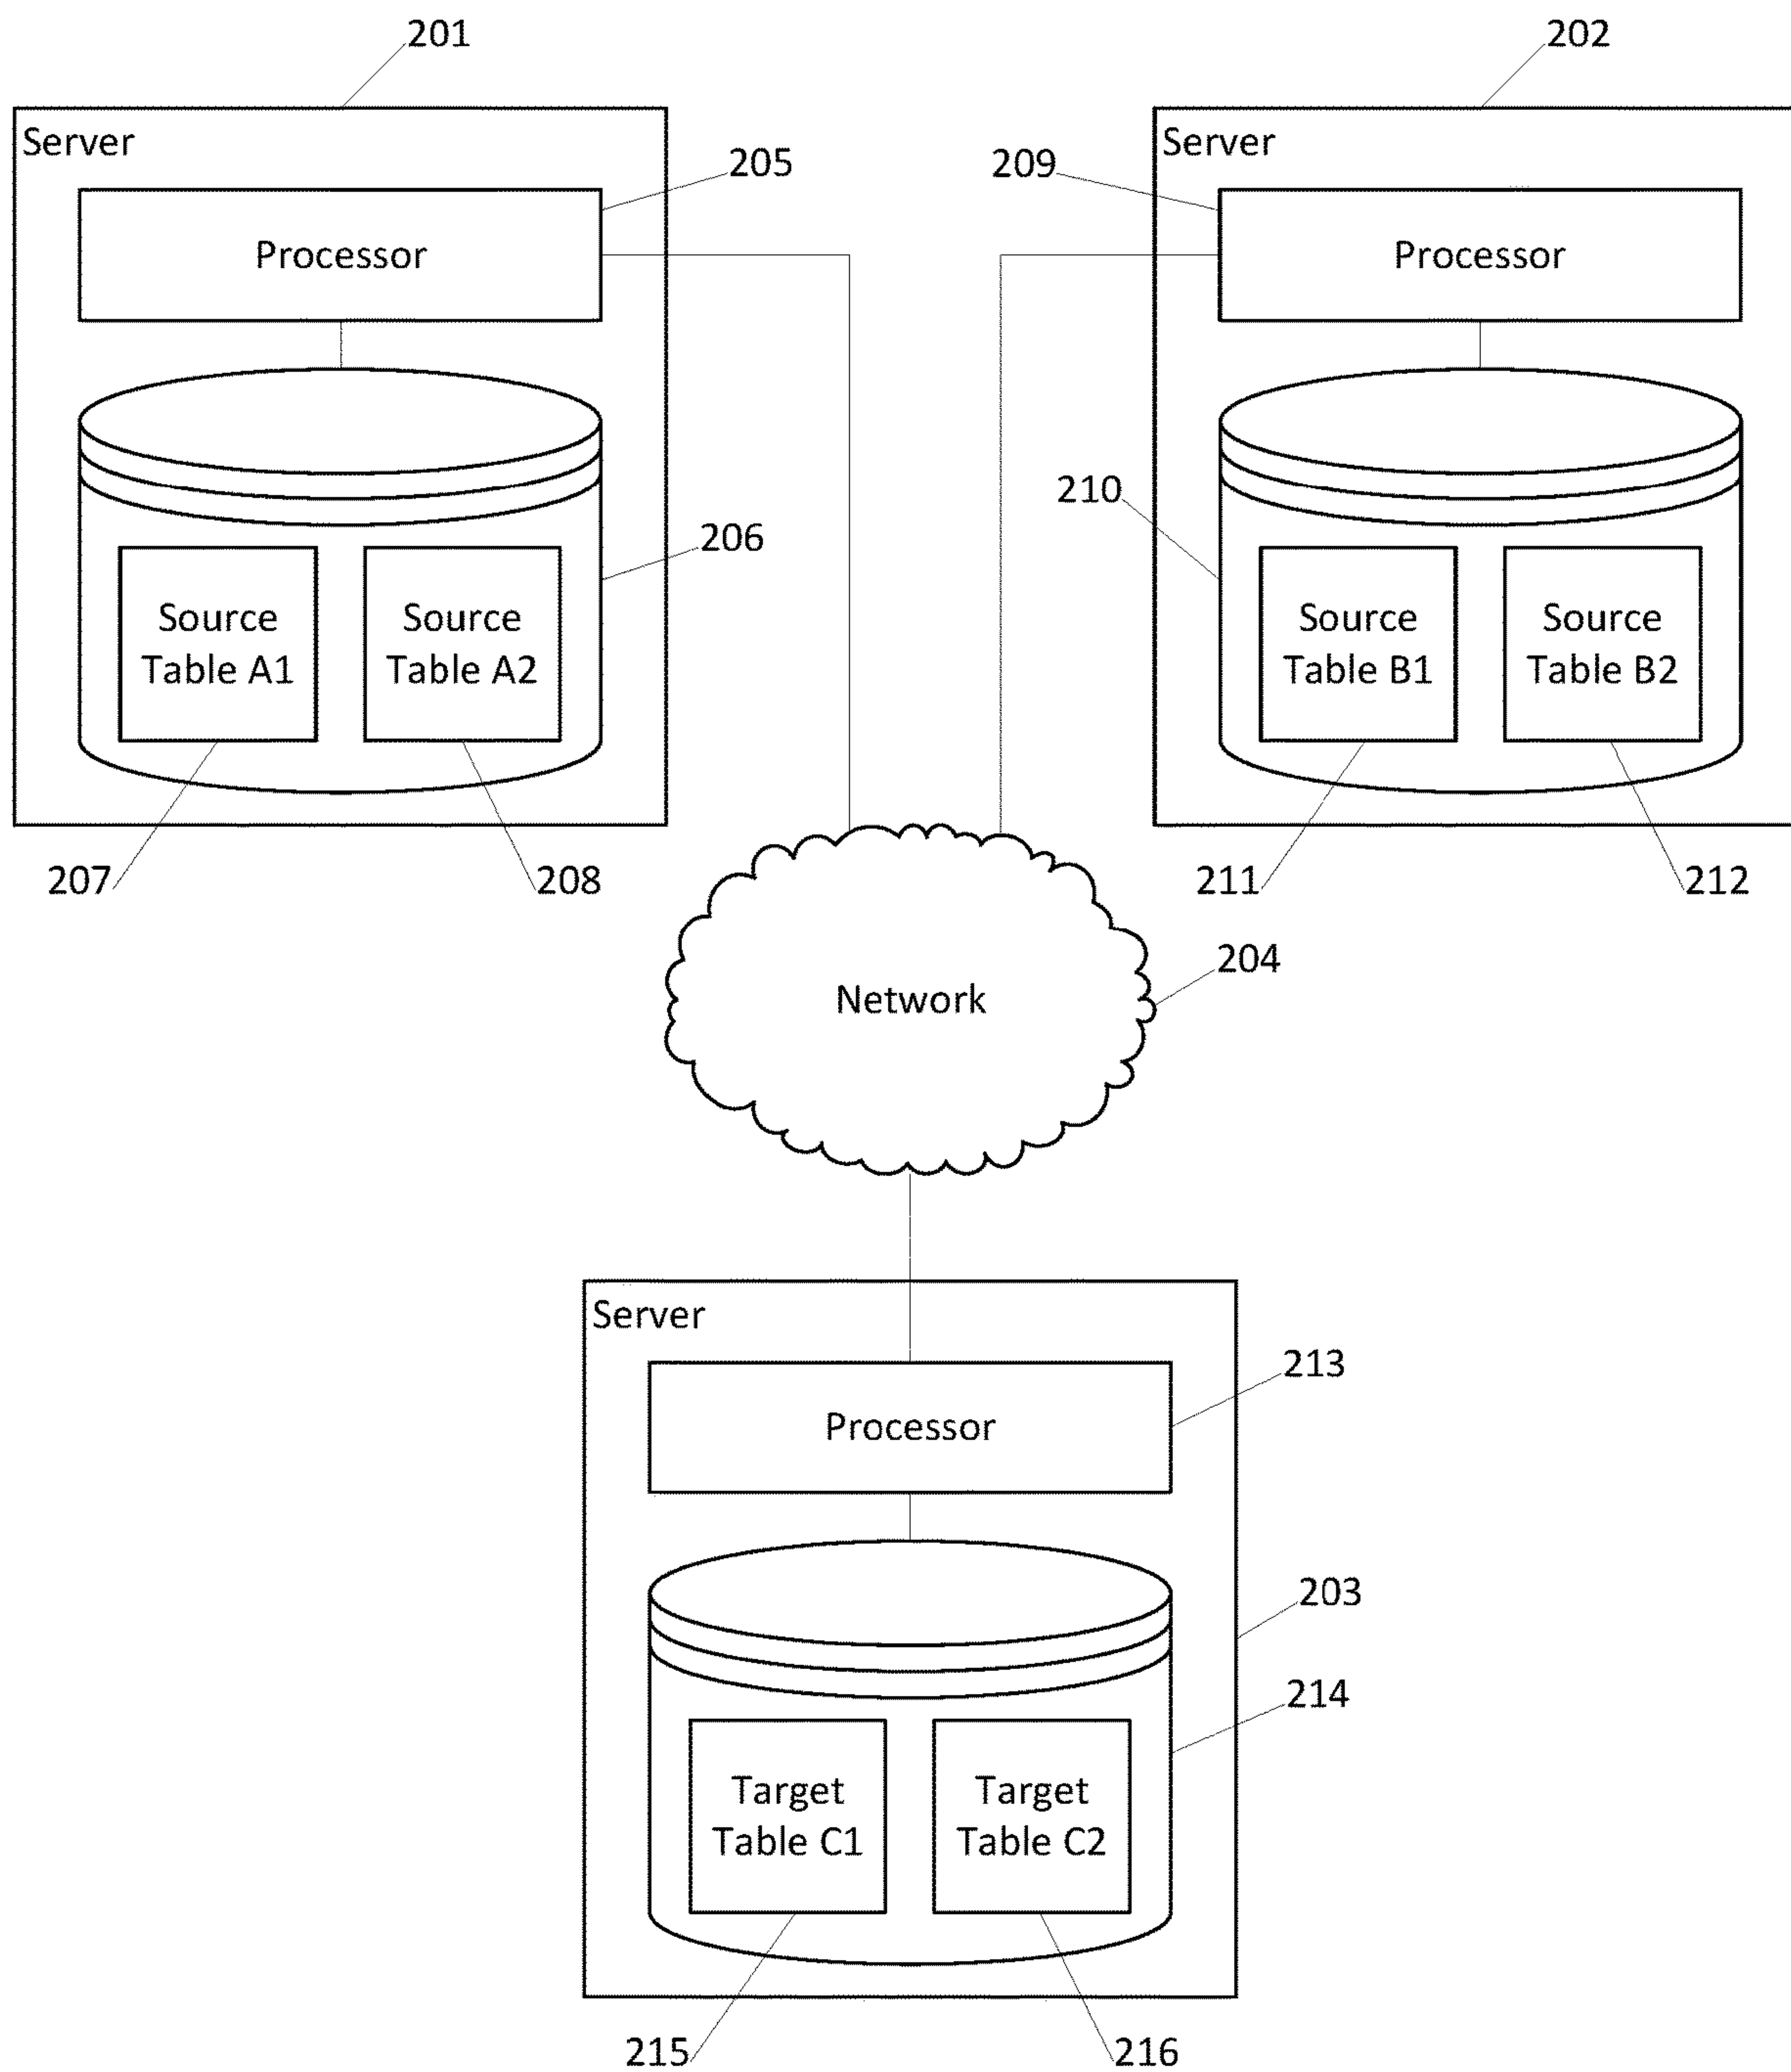 201
202
Server
Server
205
209
Processor
Processor
210
206
Source
Table A1
Source
Table A2
Source
Table B1
Source
Table B2
207
208
211
212
204
Network
Server
213
Processor
203
214
Target
Table C1
Target
Table C2
215
216